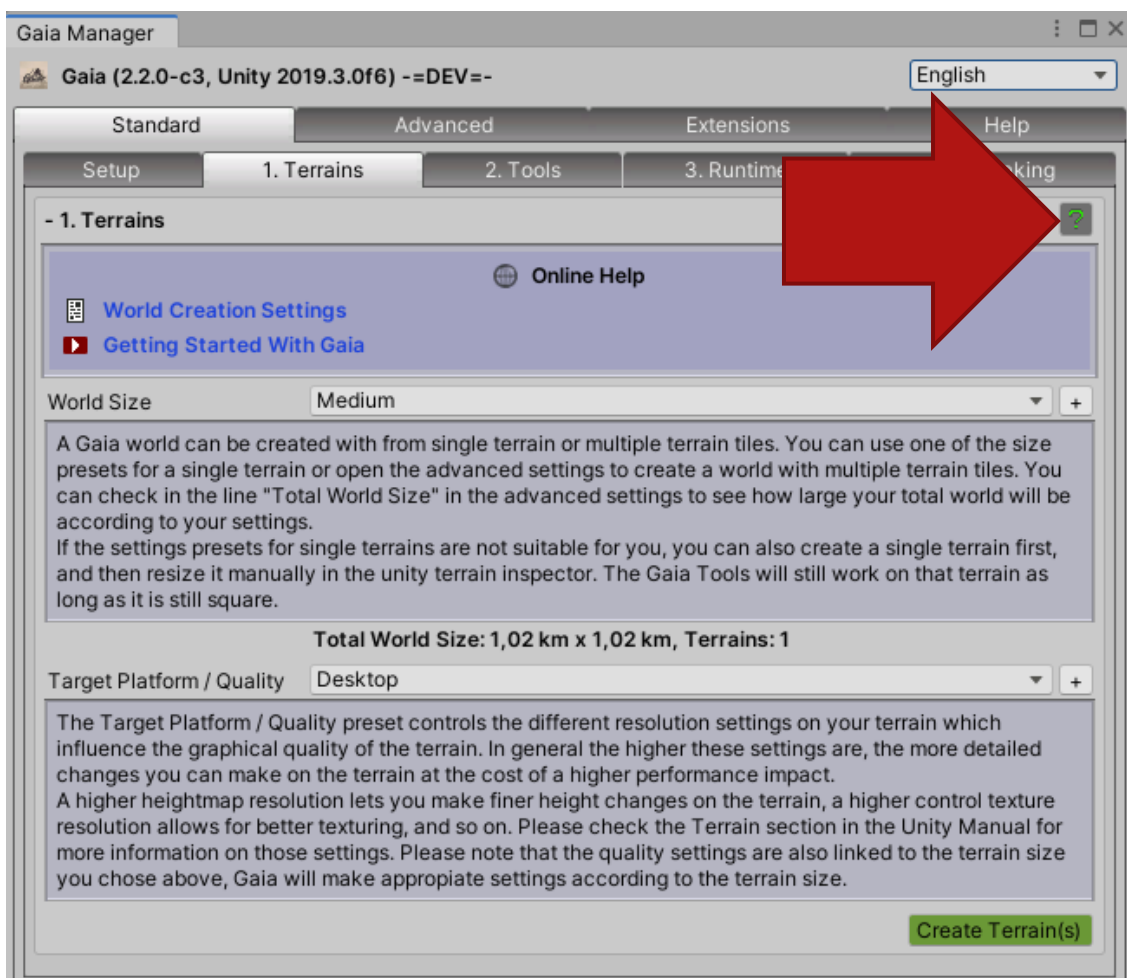 Gaia Manager
Gaia (2.2.0-c3, Unity 2019.3.0f6) -=DEV=-
English
Standard Advanced Extensions Help
Setup 1. Terrains 2. Tools 3. Runtime
- 1. Terrains ?
Online Help
World Creation Settings
Getting Started With Gaia
World Size Medium +
A Gaia world can be created with from single terrain or multiple terrain tiles. You can use one of the size
presets for a single terrain or open the advanced settings to create a world with multiple terrain tiles. You
can check in the line "Total World Size" in the advanced settings to see how large your total world will be
according to your settings.
If the settings presets for single terrains are not suitable for you, you can also create a single terrain first,
and then resize it manually in the unity terrain inspector. The Gaia Tools will still work on that terrain as
long as it is still square.
Total World Size: 1,02 km x 1,02 km, Terrains: 1
Target Platform / Quality Desktop +
The Target Platform / Quality preset controls the different resolution settings on your terrain which
influence the graphical quality of the terrain. In general the higher these settings are, the more detailed
changes you can make on the terrain at the cost of a higher performance impact.
A higher heightmap resolution lets you make finer height changes on the terrain, a higher control texture
resolution allows for better texturing, and so on. Please check the Terrain section in the Unity Manual for
more information on those settings. Please note that the quality settings are also linked to the terrain size
you chose above, Gaia will make appropiate settings according to the terrain size.
Create Terrain(s)